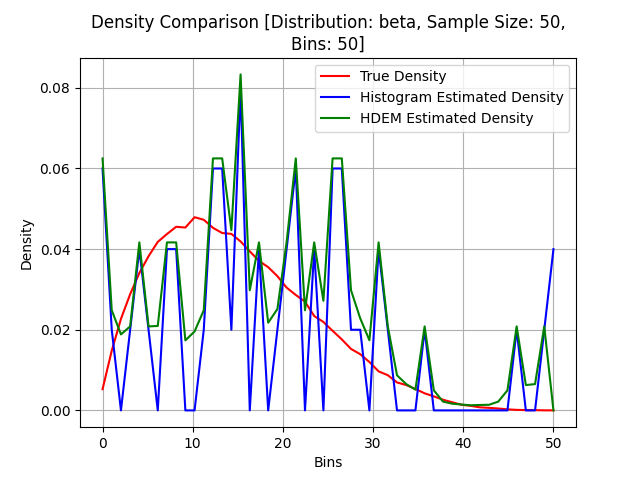 Density Comparison [Distribution: beta, Sample Size: 50,
Bins: 50]
True Density
Histogram Estimated Density
HDEM Estimated Density
Density
0.08
0.06
0.04
0.02
0.00
0 10 20 30 40 50
Bins